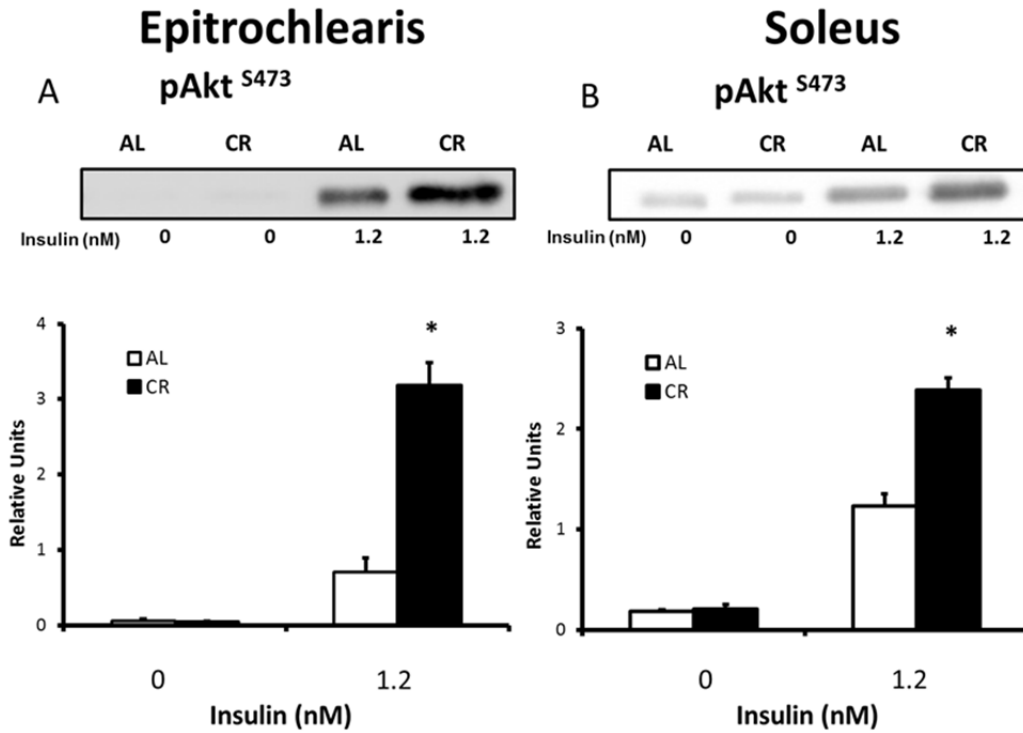 Epitrochlearis
A
pAkt S473
AL CR AL CR
Insulin (nM) 0 0 1.2 1.2
4
3
2
1
0
Relative Units
AL
CR
*
0 1.2
Insulin (nM)
Soleus
B
pAkt S473
AL CR AL CR
Insulin (nM) 0 0 1.2 1.2
3
2
1
0
Relative Units
AL
CR
*
0 1.2
Insulin (nM)